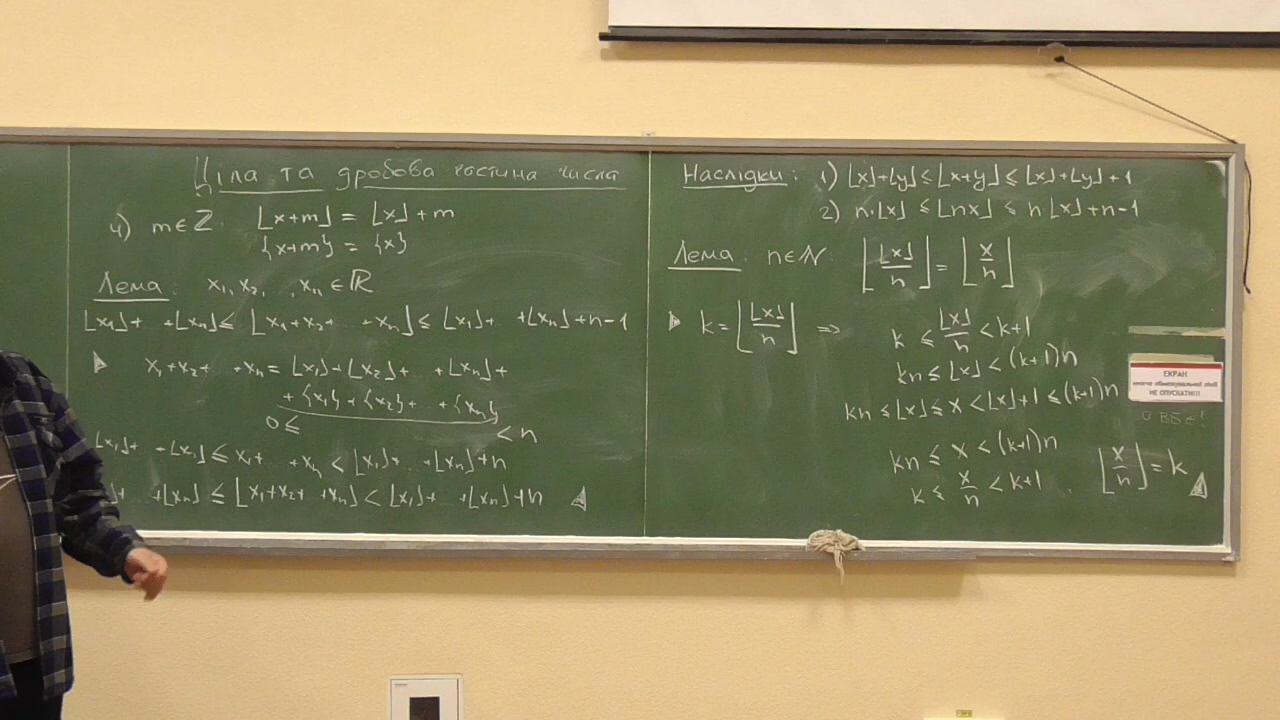 Ціла та дробова частина числа
4) m∈ℤ: ⌊x+m⌋ = ⌊x⌋+m
{x+m} = {x}
Лема: x₁, x₂, ..., xₙ ∈ ℝ
⌊x₁⌋+...+⌊xₙ⌋ ≤ ⌊x₁+x₂+...+xₙ⌋ ≤ ⌊x₁⌋+...+⌊xₙ⌋+n-1
▷ x₁+x₂+...+xₙ = ⌊x₁⌋+⌊x₂⌋+...+⌊xₙ⌋+
+{x₁}+{x₂}+...+{xₙ}
0 ≤ < n
⌊x₁⌋+...+⌊xₙ⌋ ≤ x₁+...+xₙ < ⌊x₁⌋+...+⌊xₙ⌋+n
+...+⌊xₙ⌋ ≤ ⌊x₁+x₂+...+xₙ⌋ < ⌊x₁⌋+...+⌊xₙ⌋+n ◁
Наслідки: 1) ⌊x⌋+⌊y⌋ ≤ ⌊x+y⌋ ≤ ⌊x⌋+⌊y⌋+1
2) n·⌊x⌋ ≤ ⌊nx⌋ ≤ n⌊x⌋+n-1
Лема: n∈ℕ: ⌊⌊x⌋/n⌋ = ⌊x/n⌋
▷ k = ⌊⌊x⌋/n⌋ ⇒ k ≤ ⌊x⌋/n < k+1
kn ≤ ⌊x⌋ < (k+1)n
kn ≤ ⌊x⌋ ≤ x < ⌊x⌋+1 ≤ (k+1)n
kn ≤ x < (k+1)n
k ≤ x/n < k+1. ⌊x/n⌋ = k ◁
ЕКРАН
НЕ ОПУСКАТИ!!!